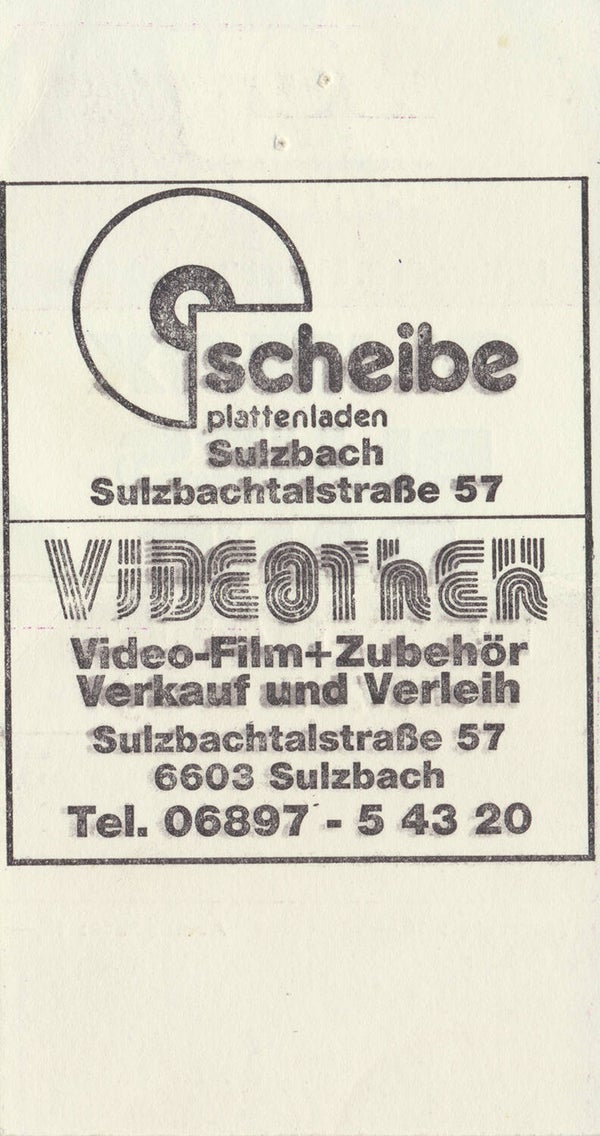 scheibe
plattenladen
Sulzbach
Sulzbachtalstraße 57
ViDEOThEK
Video-Film+Zubehör
Verkauf und Verleih
Sulzbachtalstraße 57
6603 Sulzbach
Tel. 06897 - 5 43 20